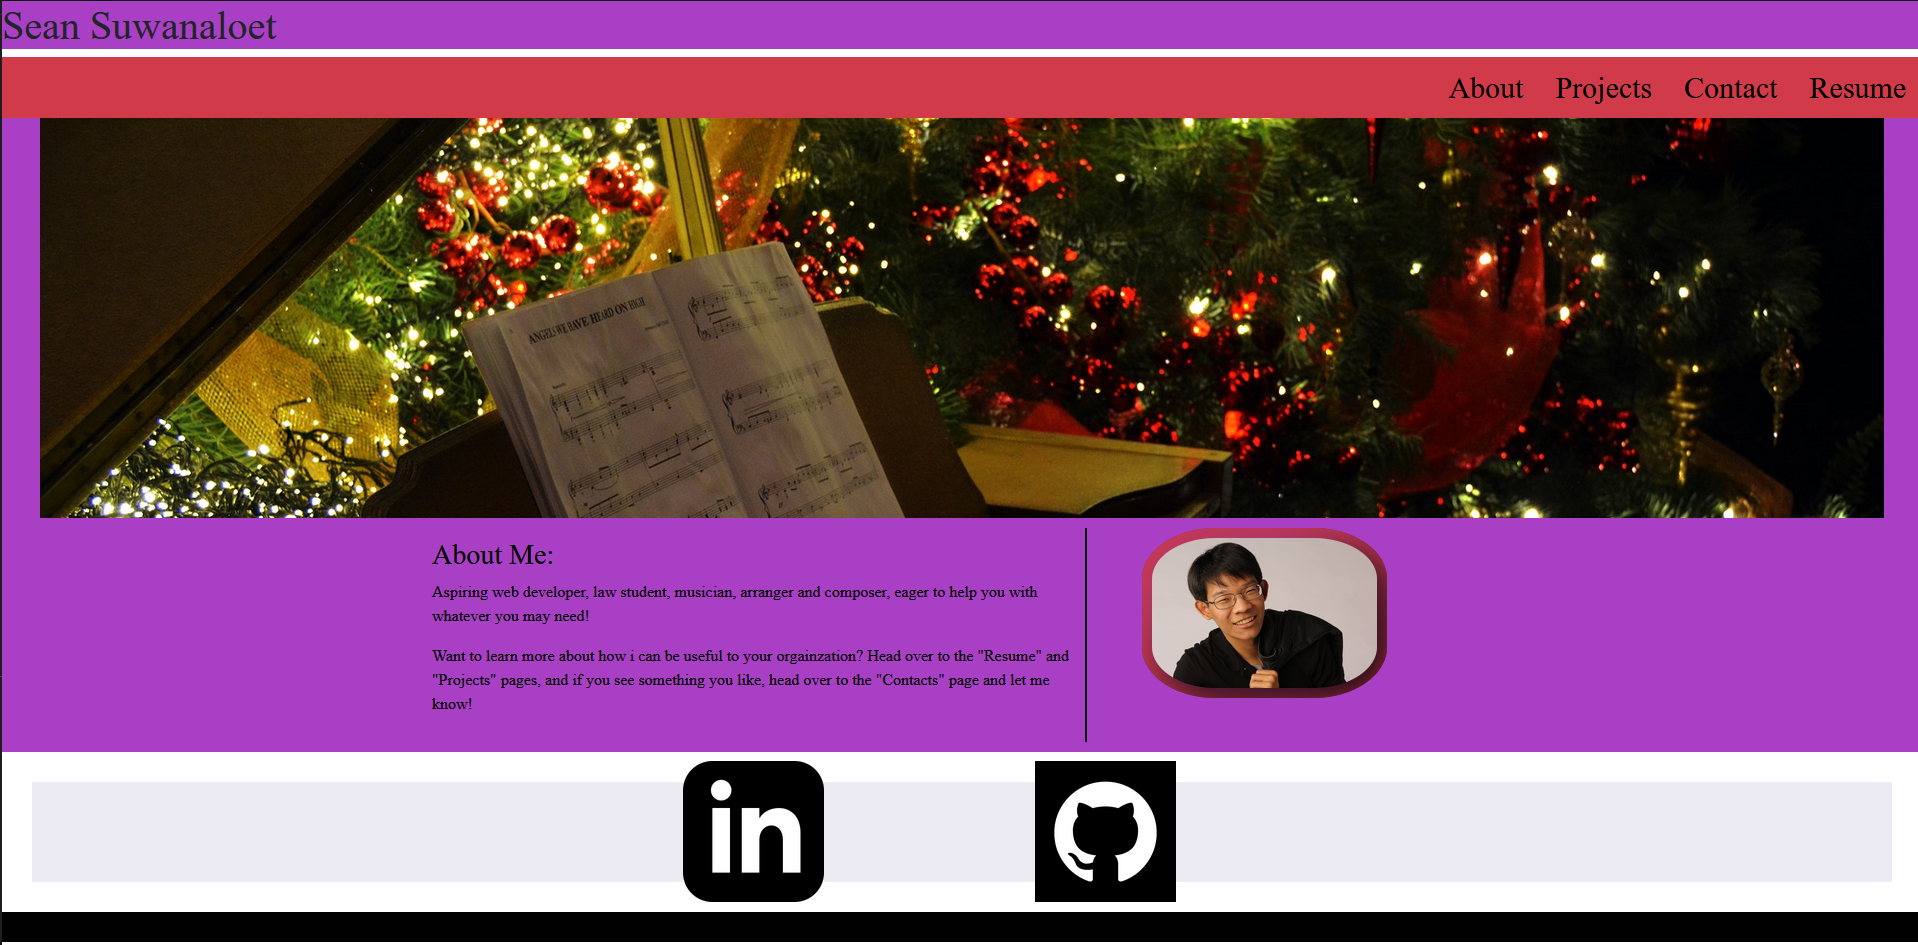 Sean Suwanaloet
About Projects Contact Resume
ANGELS WE HAVE HEARD ON HIGH
About Me:
Aspiring web developer, law student, musician, arranger and composer, eager to help you with
whatever you may need!
Want to learn more about how i can be useful to your orgainzation? Head over to the "Resume" and
"Projects" pages, and if you see something you like, head over to the "Contacts" page and let me
know!
in